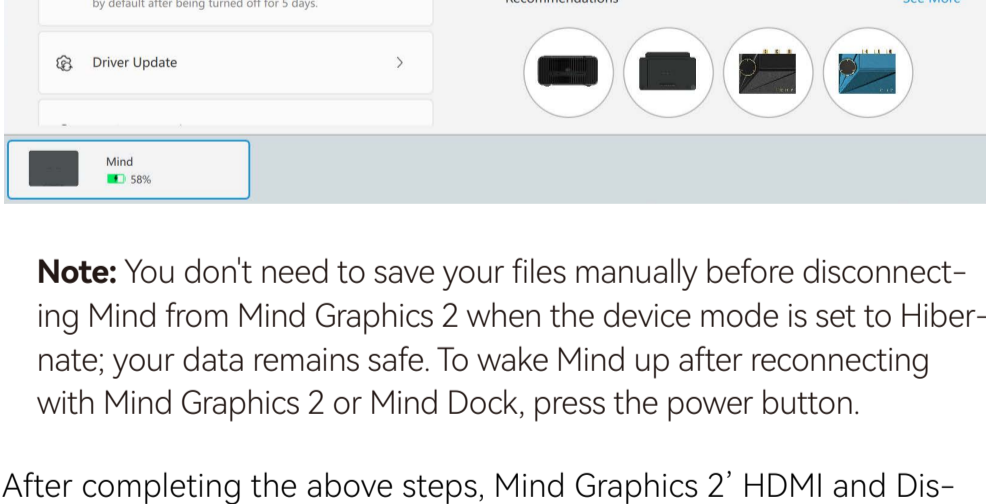 by default after being turned off for 5 days.
Recommendations
See More
Driver Update
Mind
58%
Note: You don't need to save your files manually before disconnect-
ing Mind from Mind Graphics 2 when the device mode is set to Hiber-
nate; your data remains safe. To wake Mind up after reconnecting
with Mind Graphics 2 or Mind Dock, press the power button.
After completing the above steps, Mind Graphics 2’ HDMI and Dis-